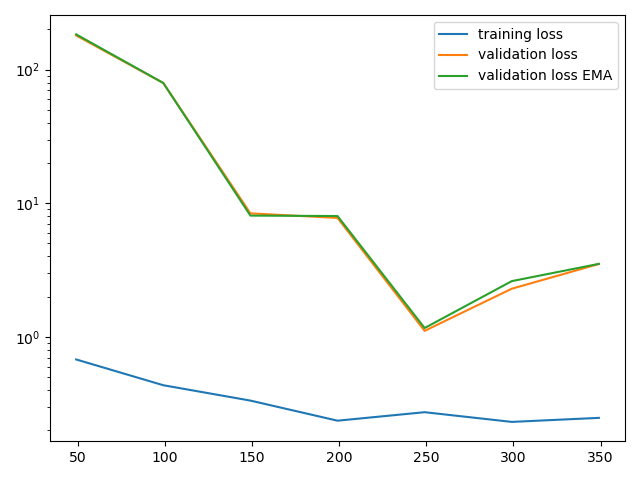 training loss
validation loss
validation loss EMA
10²
10¹
10⁰
50 100 150 200 250 300 350